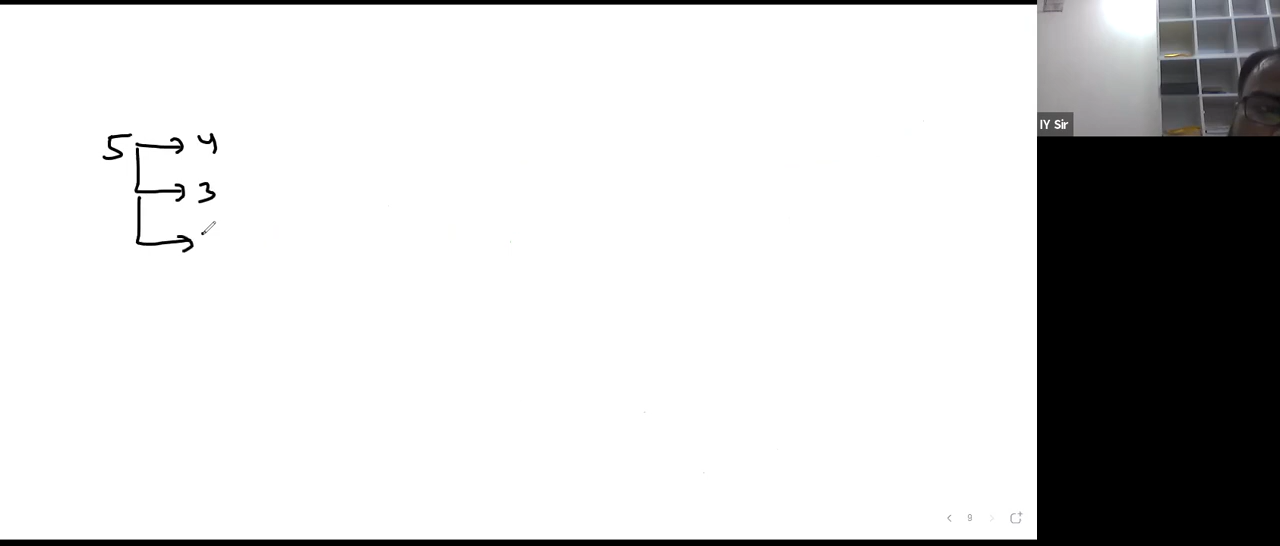 5 → 4
→ 3
→
IY Sir
9